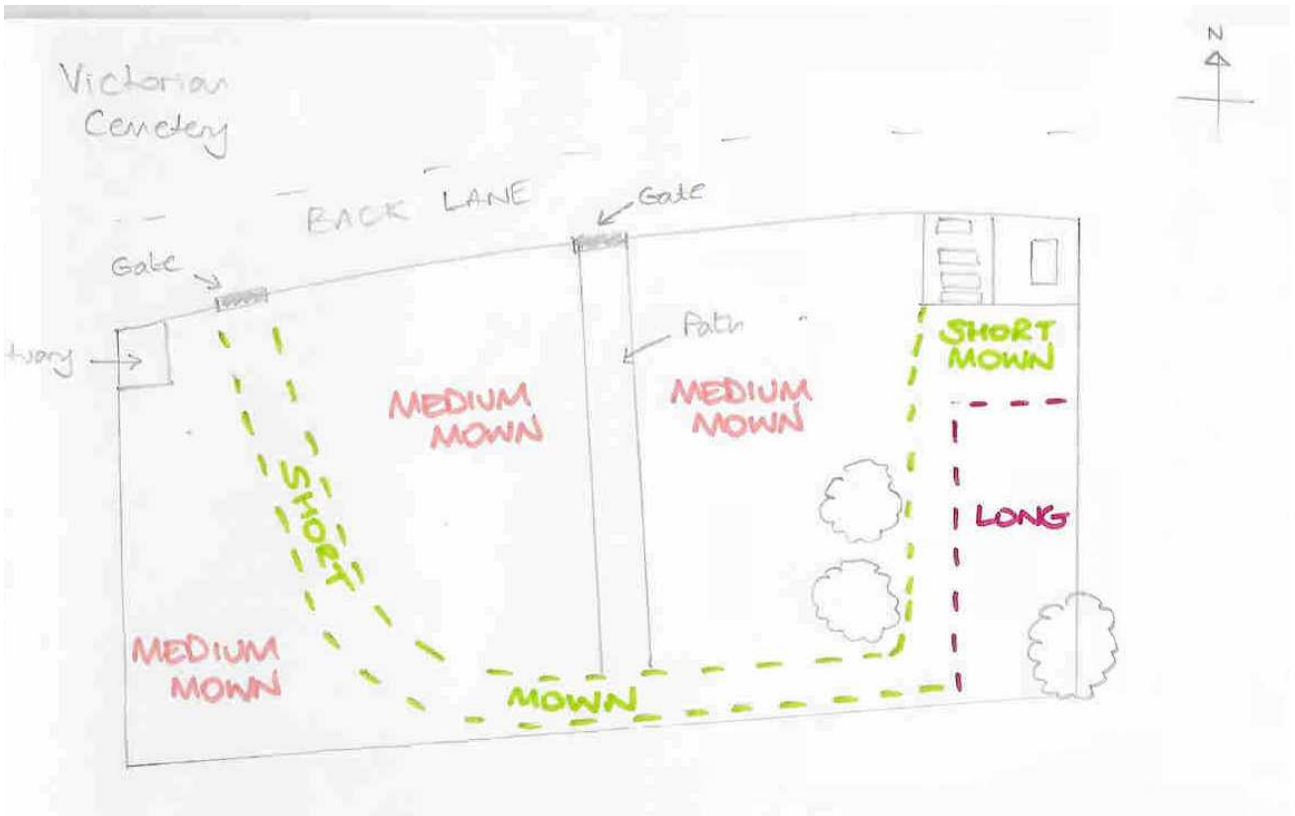 N
Victorian
Cemetery
BACK LANE
Gate
Gate
Path
SHORT
MOWN
MEDIUM
MOWN
MEDIUM
MOWN
SHORT
LONG
MEDIUM
MOWN
MOWN